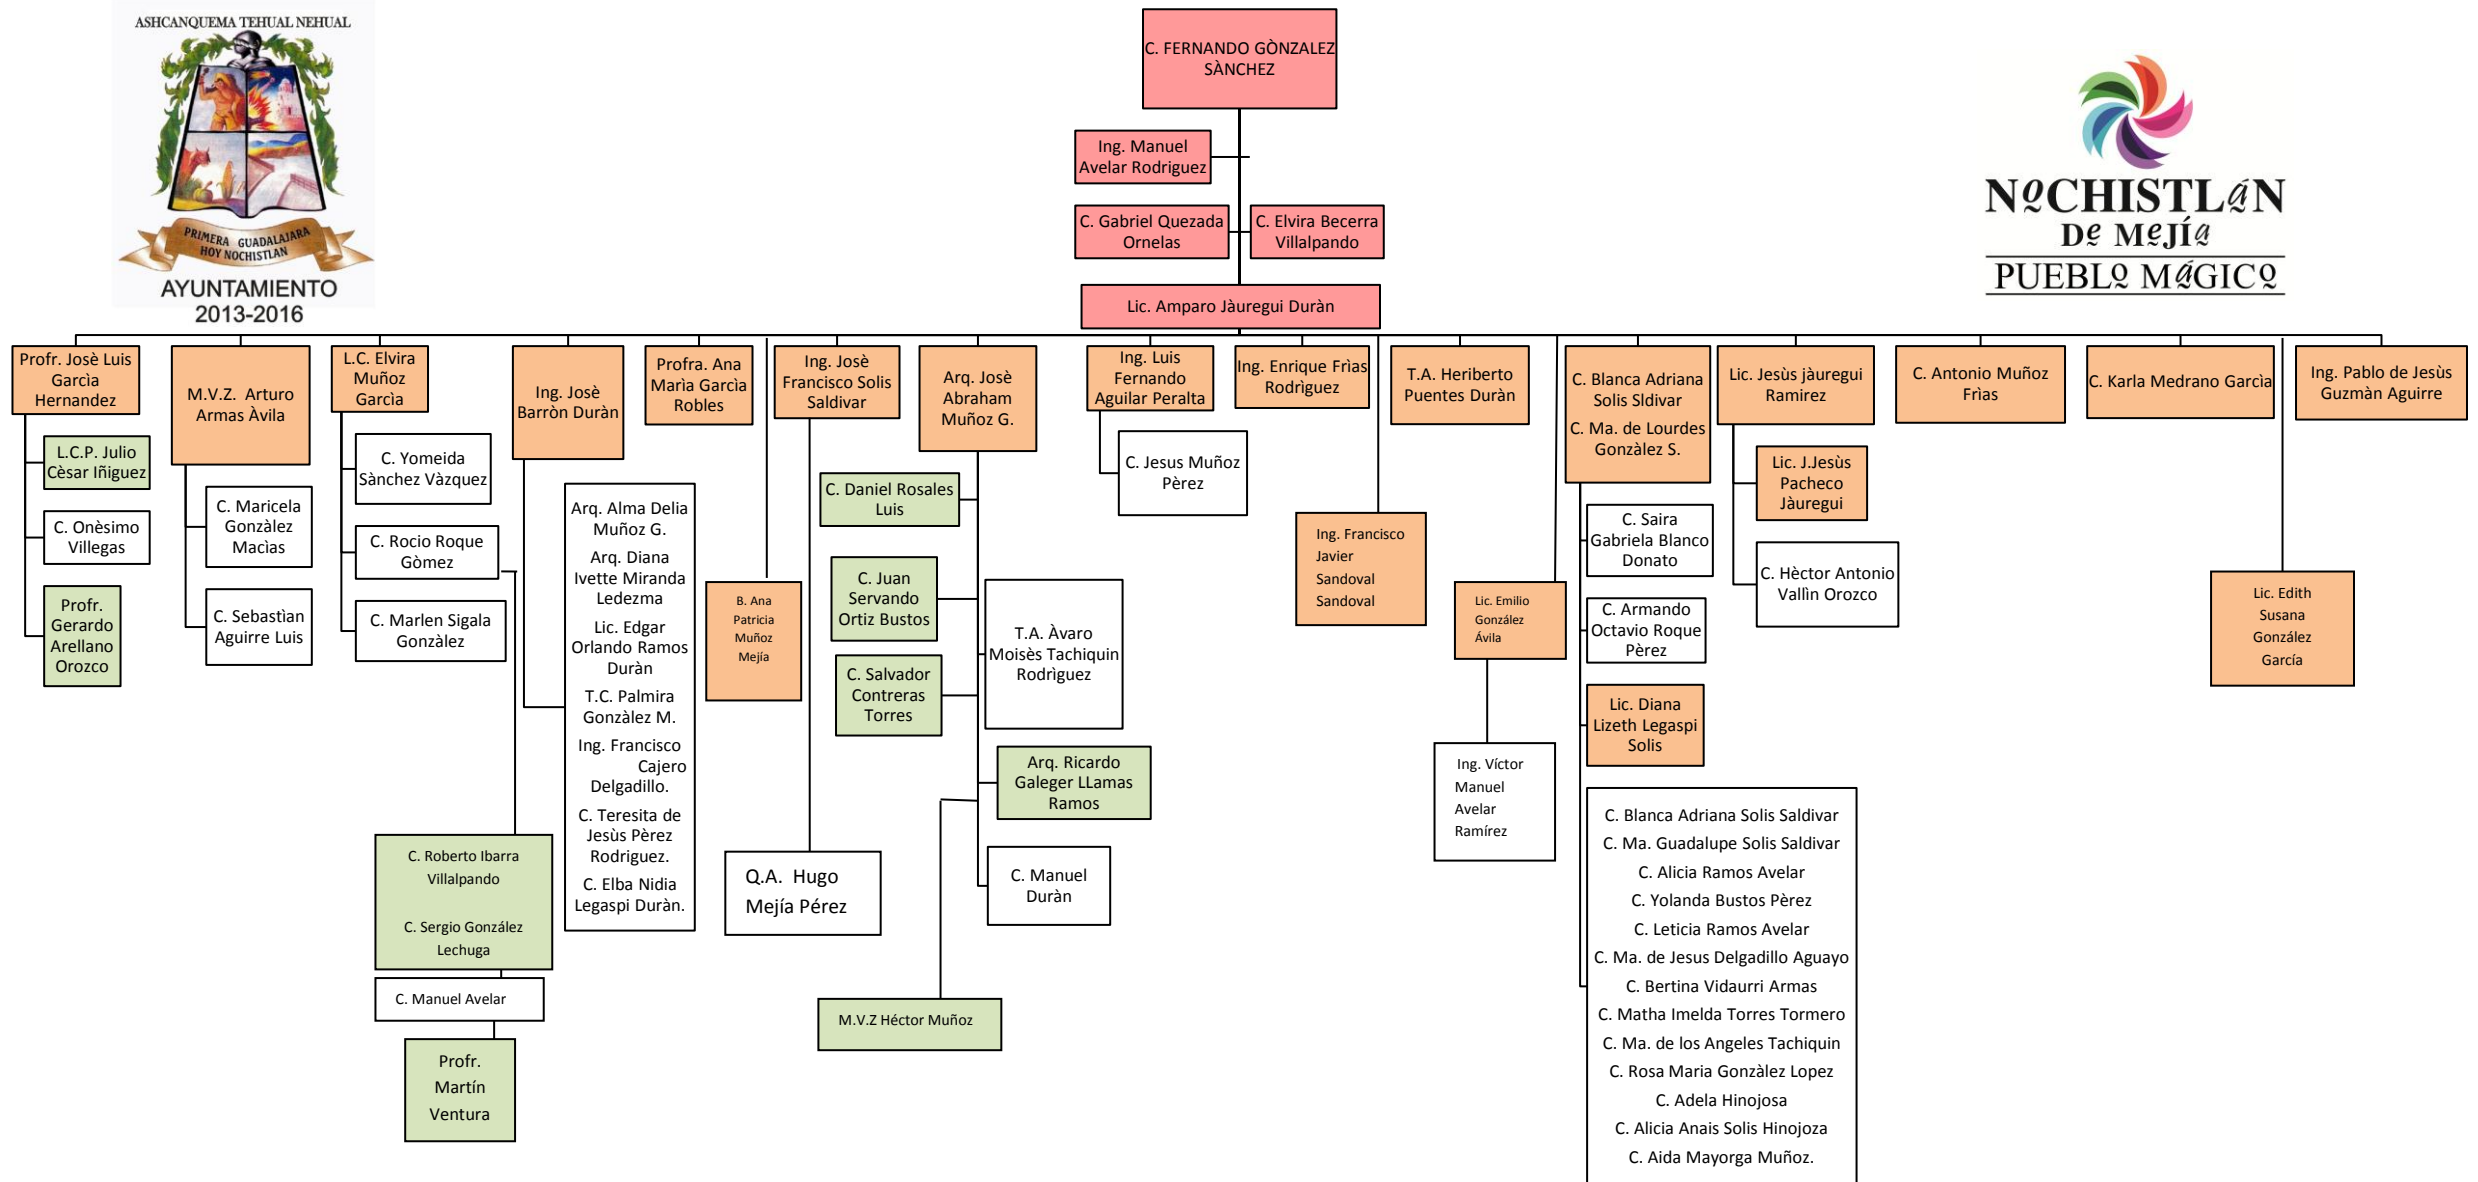 ASHCANQUEMA TEHUAL NEHUAL
PRIMERA GUADALAJARA
HOY NOCHISTLAN
AYUNTAMIENTO
2013-2016
C. FERNANDO GÒNZALEZ
SÀNCHEZ
Ing. Manuel
Avelar Rodriguez
C. Gabriel Quezada
Ornelas
C. Elvira Becerra
Villalpando
Lic. Amparo Jàuregui Duràn
NOCHISTLáN
De MeJÍa
PUEBLO MáGICO
Profr. Josè Luis
Garcìa
Hernandez
L.C.P. Julio
Cèsar Iñiguez
C. Onèsimo
Villegas
Profr.
Gerardo
Arellano
Orozco
M.V.Z. Arturo
Armas Àvila
C. Maricela
Gonzàlez
Macìas
C. Sebastìan
Aguirre Luis
L.C. Elvira
Muñoz
Garcìa
C. Yomeida
Sànchez Vàzquez
C. Rocio Roque
Gòmez
C. Marlen Sigala
Gonzàlez
C. Roberto Ibarra
Villalpando
C. Sergio González
Lechuga
C. Manuel Avelar
Profr.
Martín
Ventura
Ing. Josè
Barròn Duràn
Arq. Alma Delia
Muñoz G.
Arq. Diana
Ivette Miranda
Ledezma
Lic. Edgar
Orlando Ramos
Duràn
T.C. Palmira
Gonzàlez M.
Ing. Francisco
Cajero
Delgadillo.
C. Teresita de
Jesùs Pèrez
Rodriguez.
C. Elba Nidia
Legaspi Duràn.
Profra. Ana
Marìa Garcìa
Robles
B. Ana
Patricia
Muñoz
Mejía
Ing. Josè
Francisco Solis
Saldivar
Q.A. Hugo
Mejía Pérez
Arq. Josè
Abraham
Muñoz G.
C. Daniel Rosales
Luis
C. Juan
Servando
Ortiz Bustos
C. Salvador
Contreras
Torres
T.A. Àvaro
Moisès Tachiquin
Rodrìguez
Arq. Ricardo
Galeger LLamas
Ramos
C. Manuel
Duràn
M.V.Z Héctor Muñoz
Ing. Luis
Fernando
Aguilar Peralta
C. Jesus Muñoz
Pèrez
Ing. Enrique Frìas
Rodrìguez
Ing. Francisco
Javier
Sandoval
Sandoval
T.A. Heriberto
Puentes Duràn
Lic. Emilio
González
Ávila
Ing. Víctor
Manuel
Avelar
Ramírez
C. Blanca Adriana
Solis Sldivar
C. Ma. de Lourdes
Gonzàlez S.
C. Saira
Gabriela Blanco
Donato
C. Armando
Octavio Roque
Pèrez
Lic. Diana
Lizeth Legaspi
Solis
C. Blanca Adriana Solis Saldivar
C. Ma. Guadalupe Solis Saldivar
C. Alicia Ramos Avelar
C. Yolanda Bustos Pèrez
C. Leticia Ramos Avelar
C. Ma. de Jesus Delgadillo Aguayo
C. Bertina Vidaurri Armas
C. Matha Imelda Torres Tormero
C. Ma. de los Angeles Tachiquin
C. Rosa Maria Gonzàlez Lopez
C. Adela Hinojosa
C. Alicia Anais Solis Hinojoza
C. Aida Mayorga Muñoz.
Lic. Jesùs jàuregui
Ramirez
Lic. J.Jesùs
Pacheco
Jàuregui
C. Hèctor Antonio
Vallìn Orozco
C. Antonio Muñoz
Frìas
C. Karla Medrano Garcìa
Lic. Edith
Susana
González
García
Ing. Pablo de Jesùs
Guzmàn Aguirre